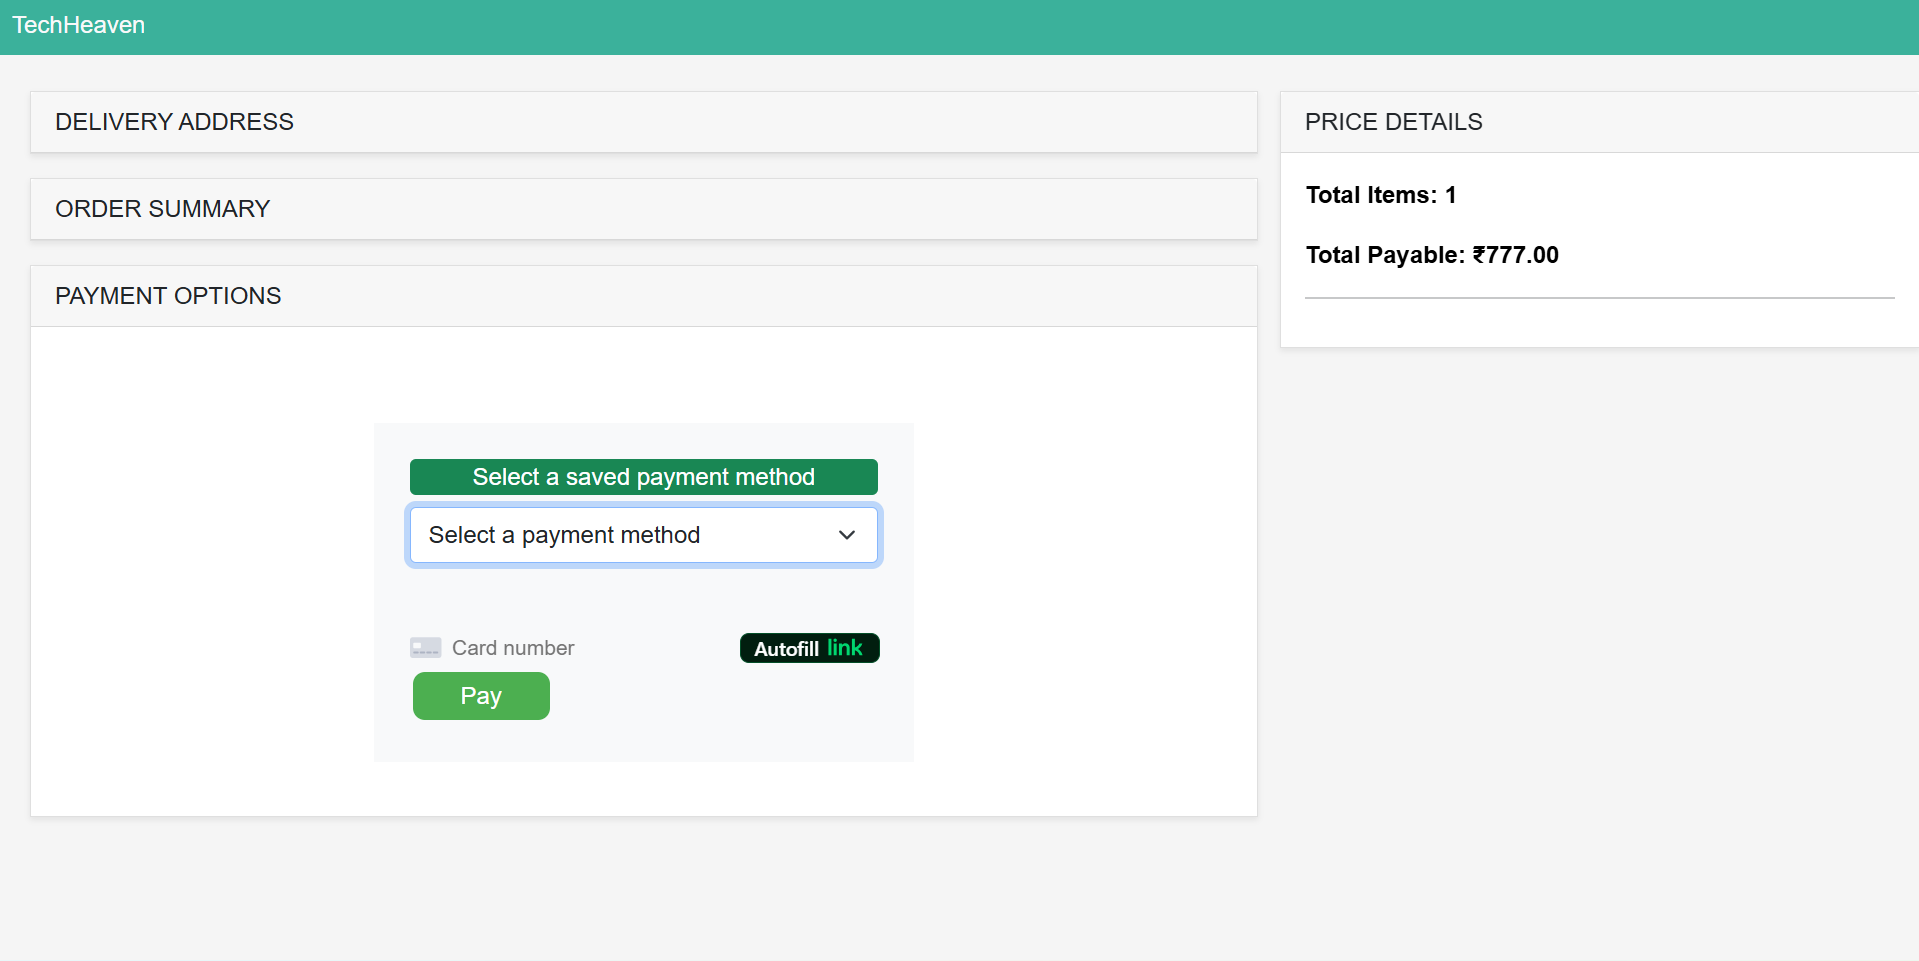 TechHeaven
DELIVERY ADDRESS
ORDER SUMMARY
PAYMENT OPTIONS
Select a saved payment method
Select a payment method
Card number
Autofill link
Pay
PRICE DETAILS
Total Items: 1
Total Payable: ₹777.00